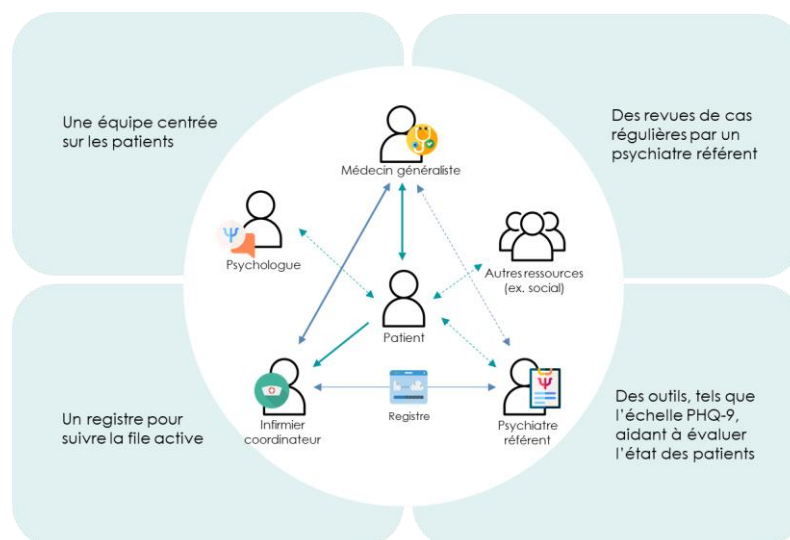 Une équipe centrée
sur les patients
Des revues de cas
régulières par un
psychiatre référent
Médecin généraliste
Psychologue
Autres ressources
(ex. social)
Patient
Un registre pour
suivre la file active
Infirmier
coordinateur
Registre
Psychiatre
référent
Des outils, tels que
l'échelle PHQ-9,
aidant à évaluer
l'état des patients